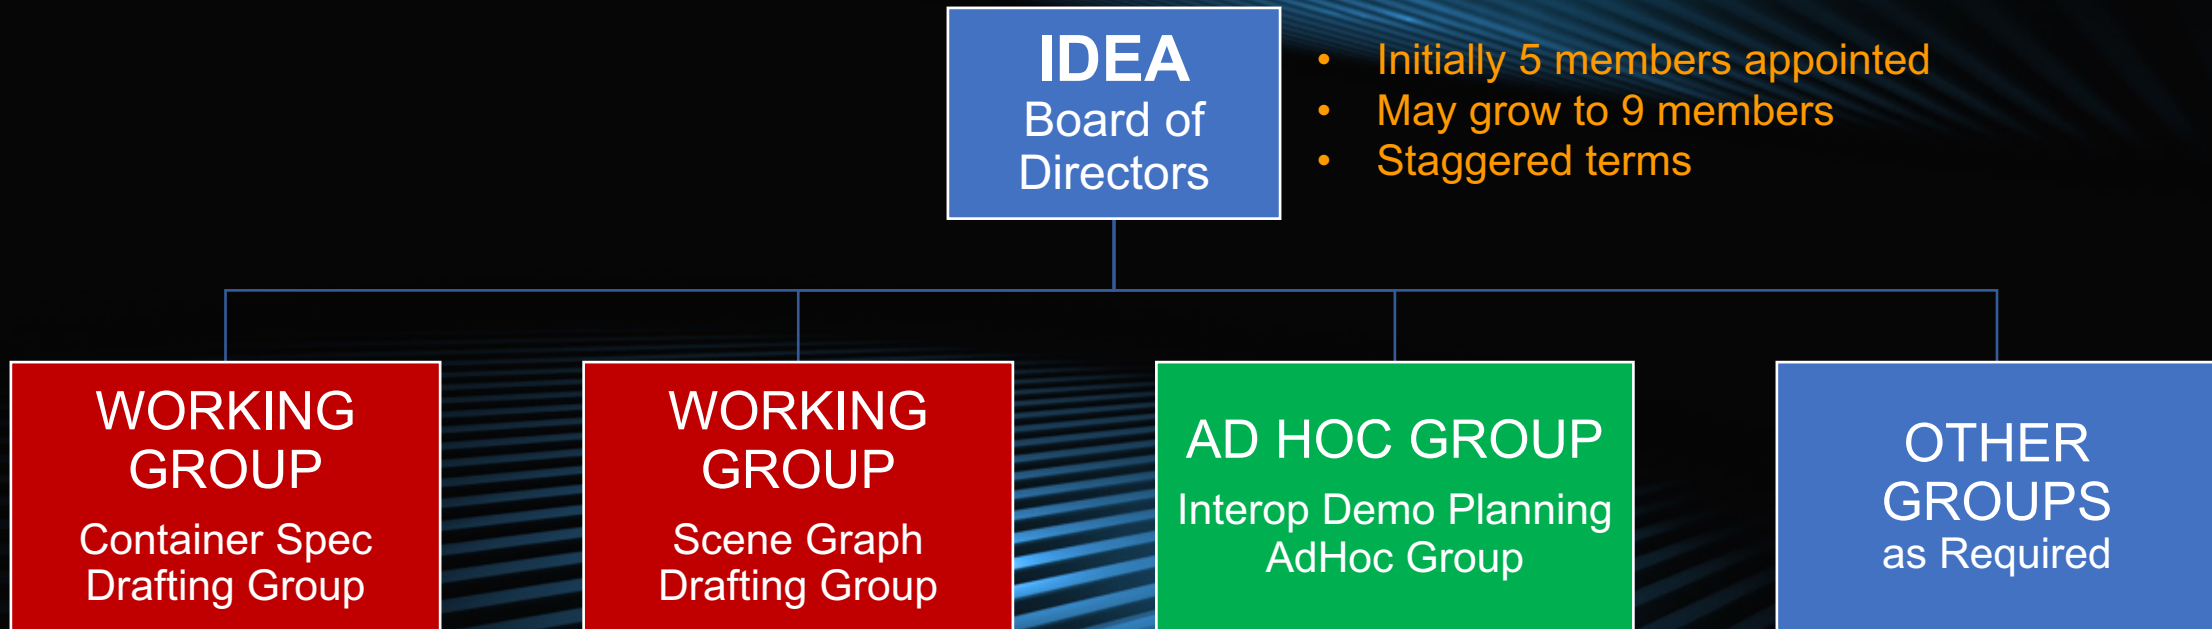 IDEA
Board of
Directors
• Initially 5 members appointed
• May grow to 9 members
• Staggered terms
WORKING
GROUP
Container Spec
Drafting Group
WORKING
GROUP
Scene Graph
Drafting Group
AD HOC GROUP
Interop Demo Planning
AdHoc Group
OTHER
GROUPS
as Required